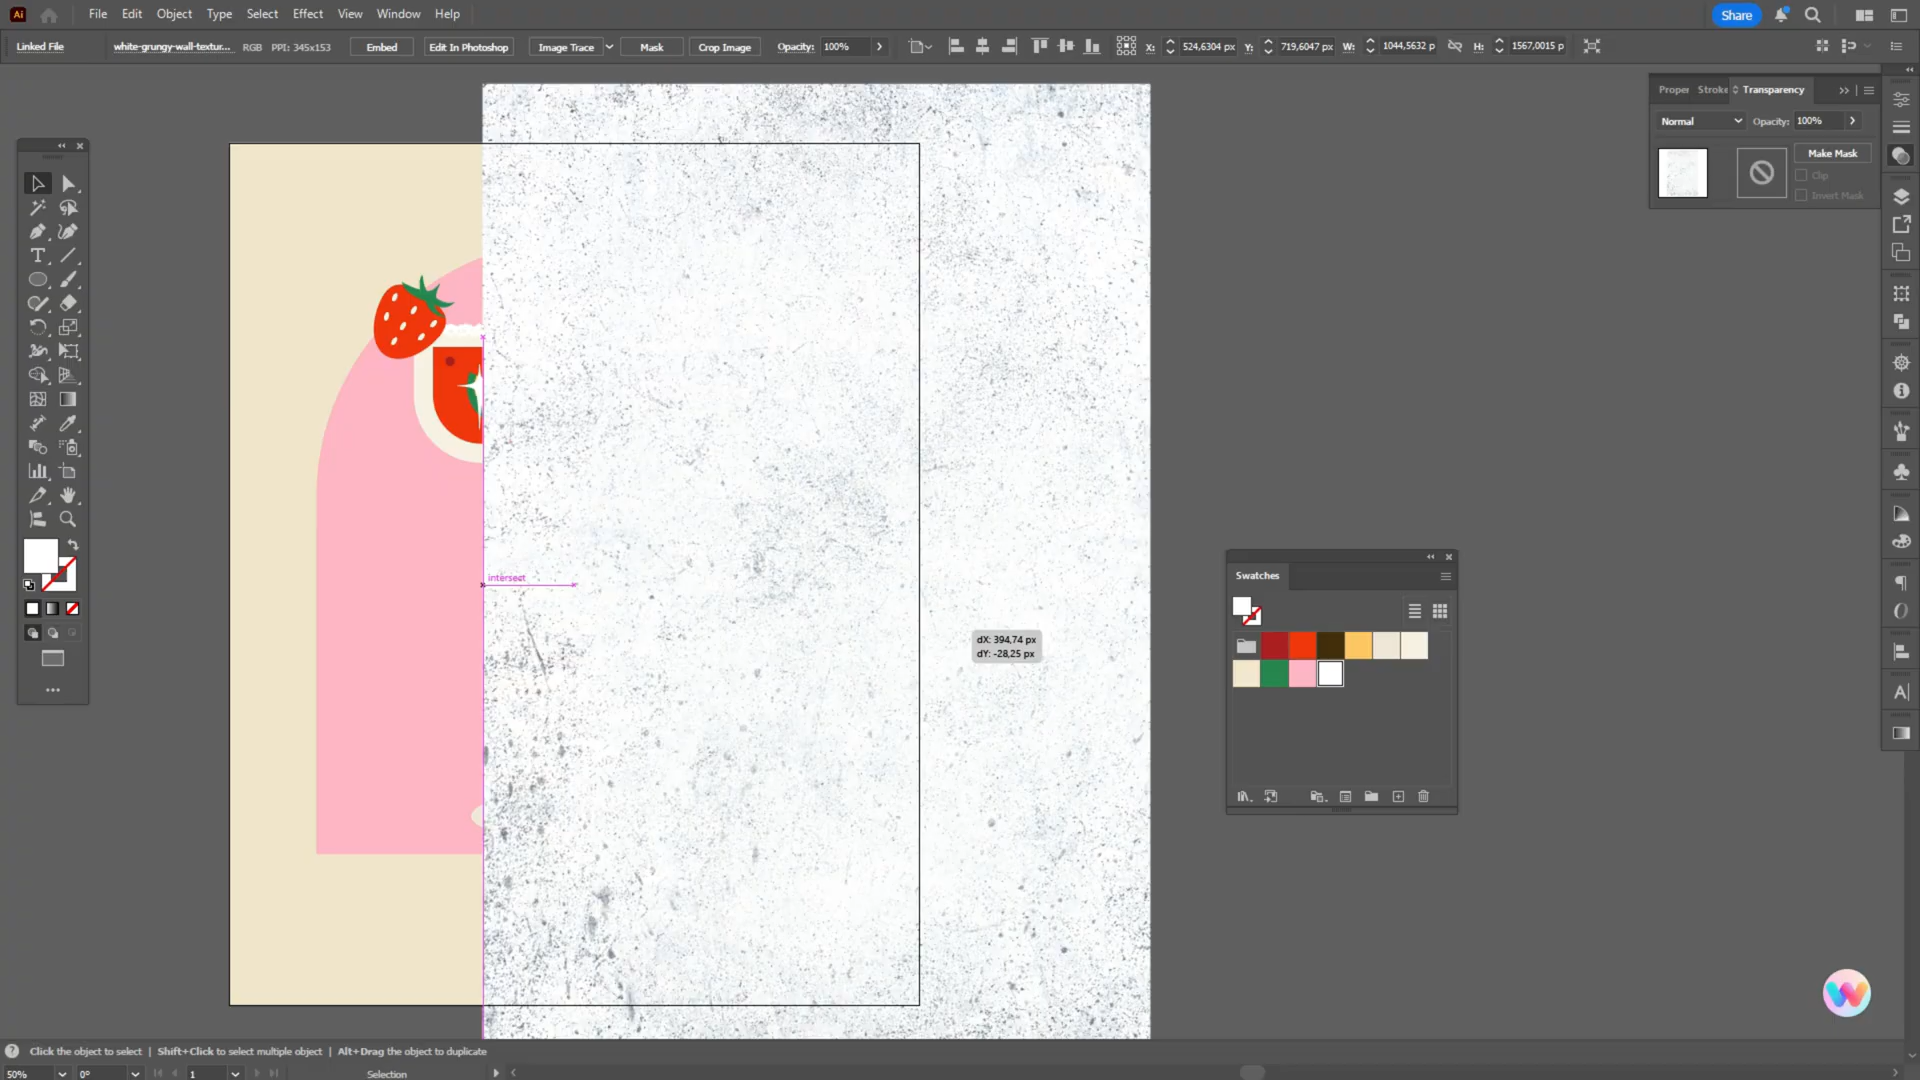 Ai File Edit Object Type Select Effect View Window Help Share
Linked File white-grungy-wall-textur... RGB PPI: 345x153 Embed Edit In Photoshop Image Trace Mask Crop Image Opacity: 100% X: 524,6304 px Y: 719,6047 px W: 1044,5632 p H: 1567,0015 p
Proper Stroke Transparency
Normal Opacity: 100%
Make Mask
Clip
Invert Mask
intersect
dX: 394,74 px
dY: -28,25 px
Swatches
Click the object to select | Shift+Click to select multiple object | Alt+Drag the object to duplicate
50% 0° 1 Selection